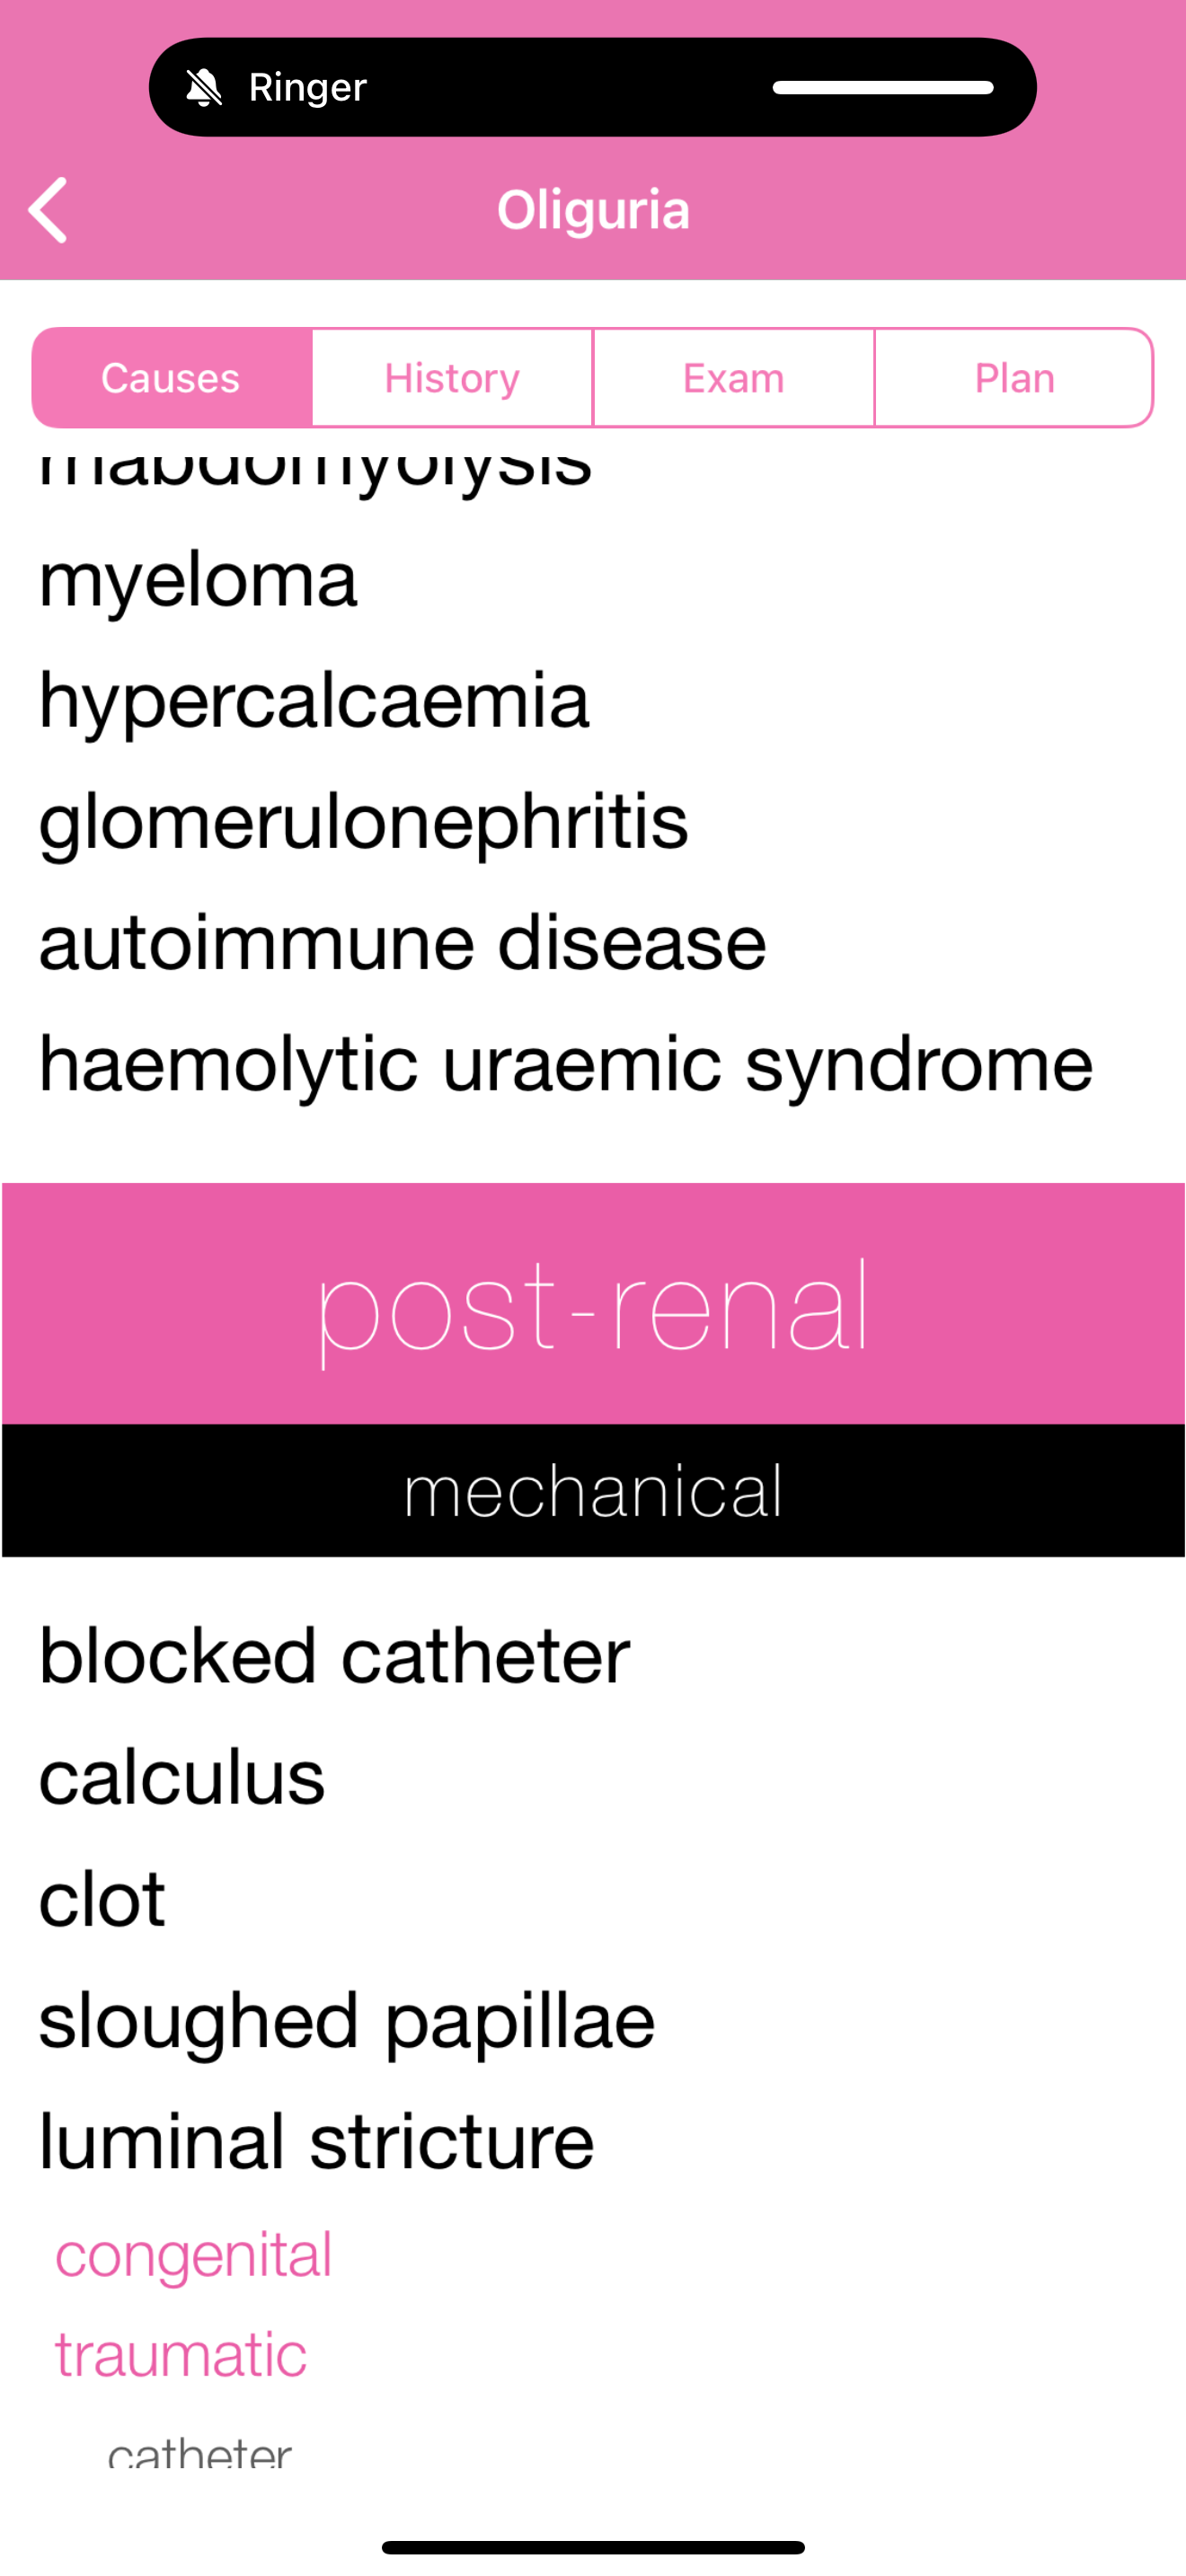 Ringer
Oliguria
Causes History Exam Plan
rhabdomyolysis
myeloma
hypercalcaemia
glomerulonephritis
autoimmune disease
haemolytic uraemic syndrome
post-renal
mechanical
blocked catheter
calculus
clot
sloughed papillae
luminal stricture
congenital
traumatic
catheter